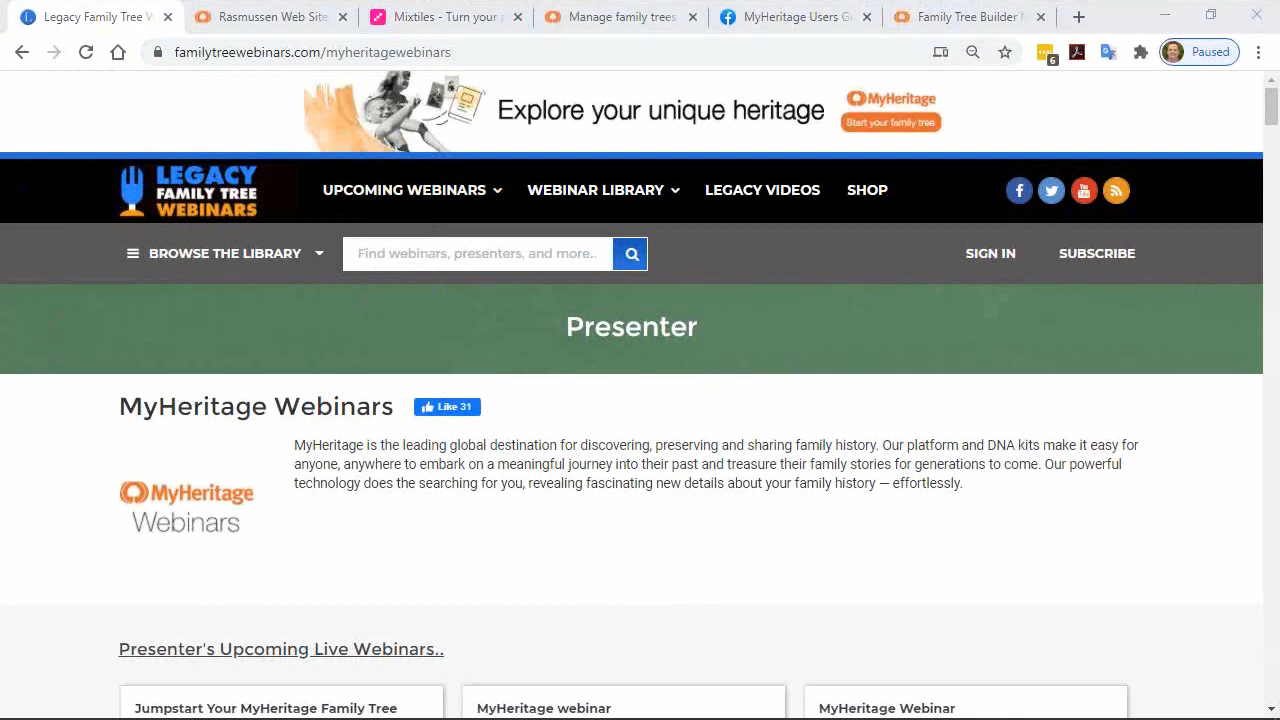 Legacy Family Tree W
Rasmussen Web Site
Mixtiles - Turn your
Manage family trees
MyHeritage Users G
Family Tree Builder
familytreewebinars.com/myheritagewebinars
6
Paused
Explore your unique heritage
MyHeritage
Start your family tree
LEGACY
FAMILY TREE
WEBINARS
UPCOMING WEBINARS
WEBINAR LIBRARY
LEGACY VIDEOS
SHOP
BROWSE THE LIBRARY
Find webinars, presenters, and more..
SIGN IN
SUBSCRIBE
Presenter
MyHeritage Webinars
Like 31
MyHeritage is the leading global destination for discovering, preserving and sharing family history. Our platform and DNA kits make it easy for
anyone, anywhere to embark on a meaningful journey into their past and treasure their family stories for generations to come. Our powerful
technology does the searching for you, revealing fascinating new details about your family history — effortlessly.
MyHeritage
Webinars
Presenter's Upcoming Live Webinars..
Jumpstart Your MyHeritage Family Tree
MyHeritage webinar
MyHeritage Webinar